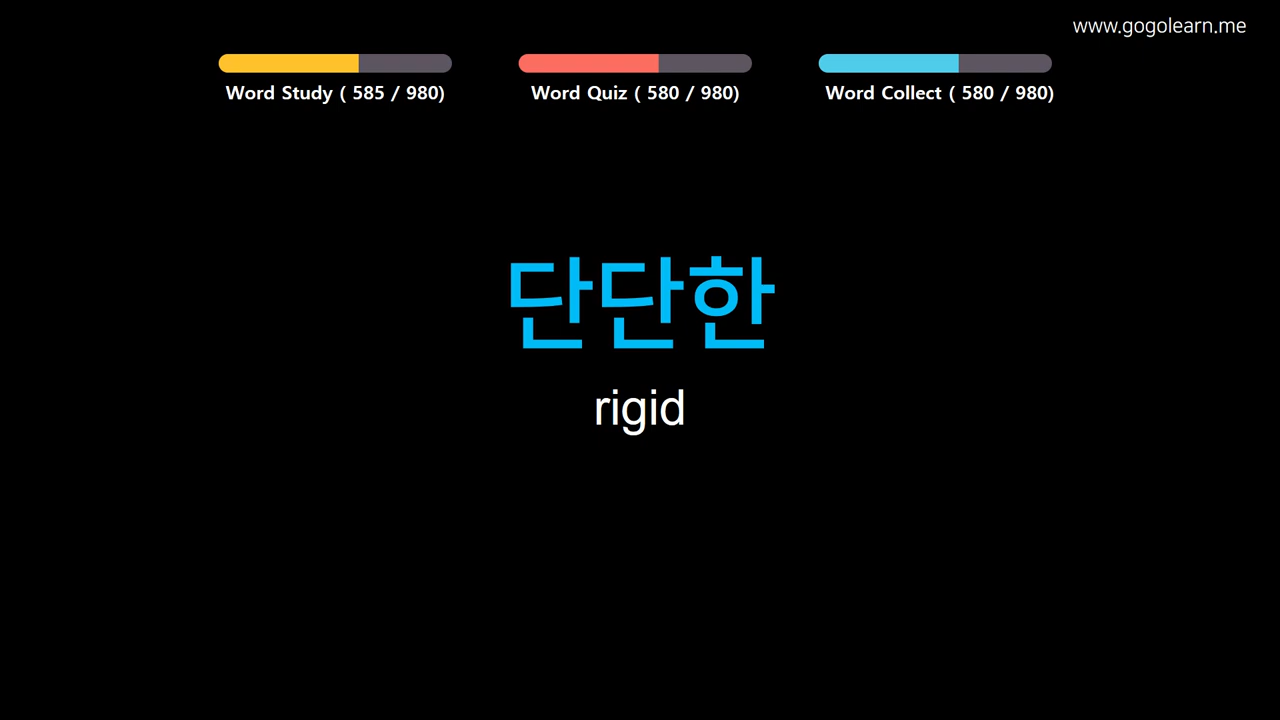 www.gogolearn.me
Word Study ( 585 / 980)
Word Quiz ( 580 / 980)
Word Collect ( 580 / 980)
단단한
rigid